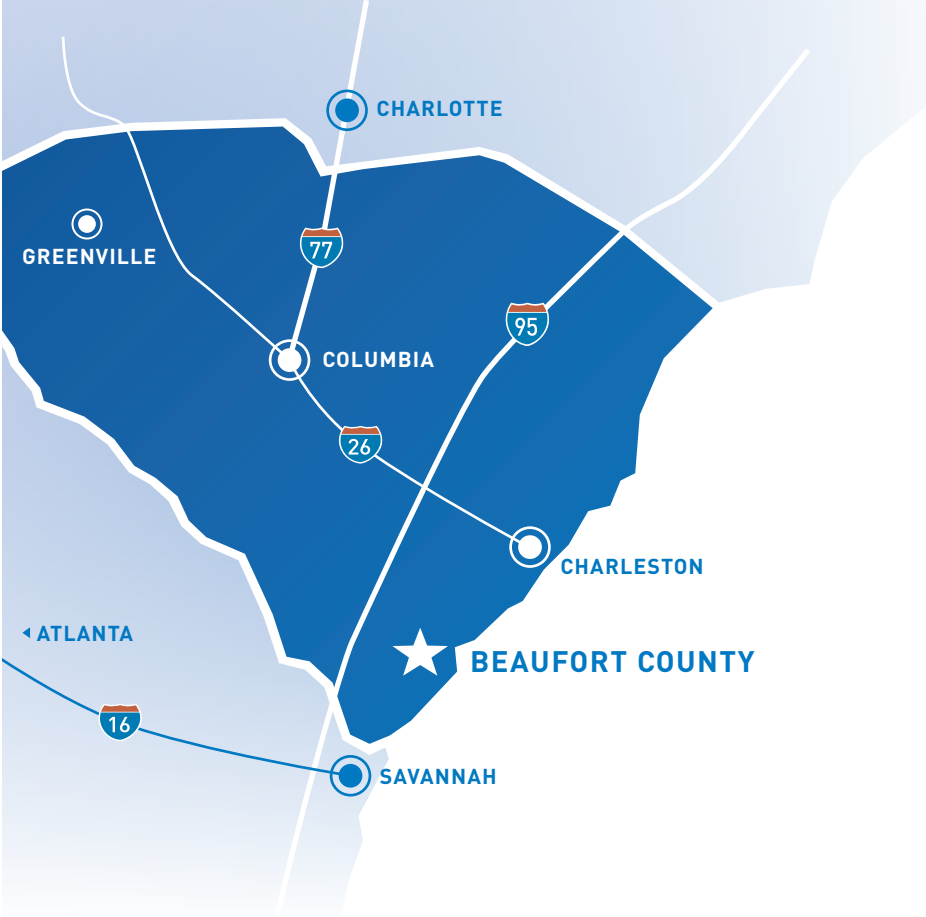 CHARLOTTE
GREENVILLE
77
95
COLUMBIA
26
CHARLESTON
ATLANTA
BEAUFORT COUNTY
16
SAVANNAH